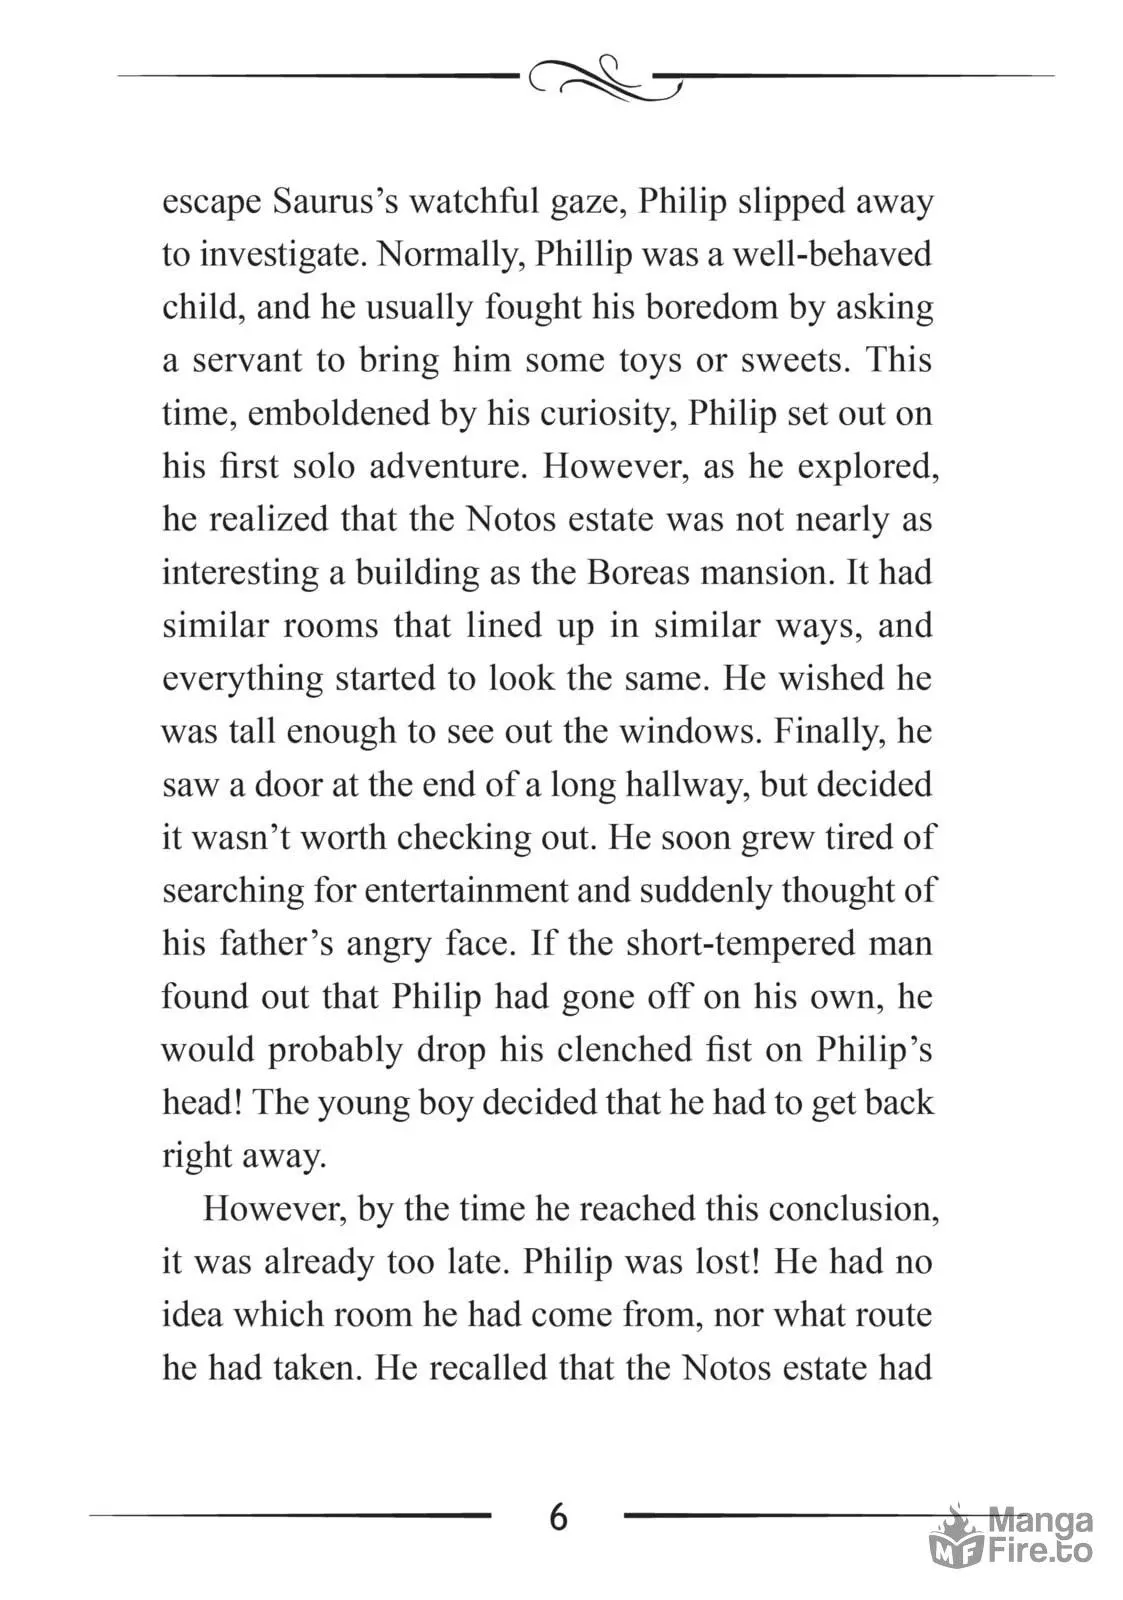 escape Saurus’s watchful gaze, Philip slipped away
to investigate. Normally, Phillip was a well-behaved
child, and he usually fought his boredom by asking
a servant to bring him some toys or sweets. This
time, emboldened by his curiosity, Philip set out on
his first solo adventure. However, as he explored,
he realized that the Notos estate was not nearly as
interesting a building as the Boreas mansion. It had
similar rooms that lined up in similar ways, and
everything started to look the same. He wished he
was tall enough to see out the windows. Finally, he
saw a door at the end of a long hallway, but decided
it wasn’t worth checking out. He soon grew tired of
searching for entertainment and suddenly thought of
his father’s angry face. If the short-tempered man
found out that Philip had gone off on his own, he
would probably drop his clenched fist on Philip’s
head! The young boy decided that he had to get back
right away.
However, by the time he reached this conclusion,
it was already too late. Philip was lost! He had no
idea which room he had come from, nor what route
he had taken. He recalled that the Notos estate had
6
MF
Manga
Fire.to